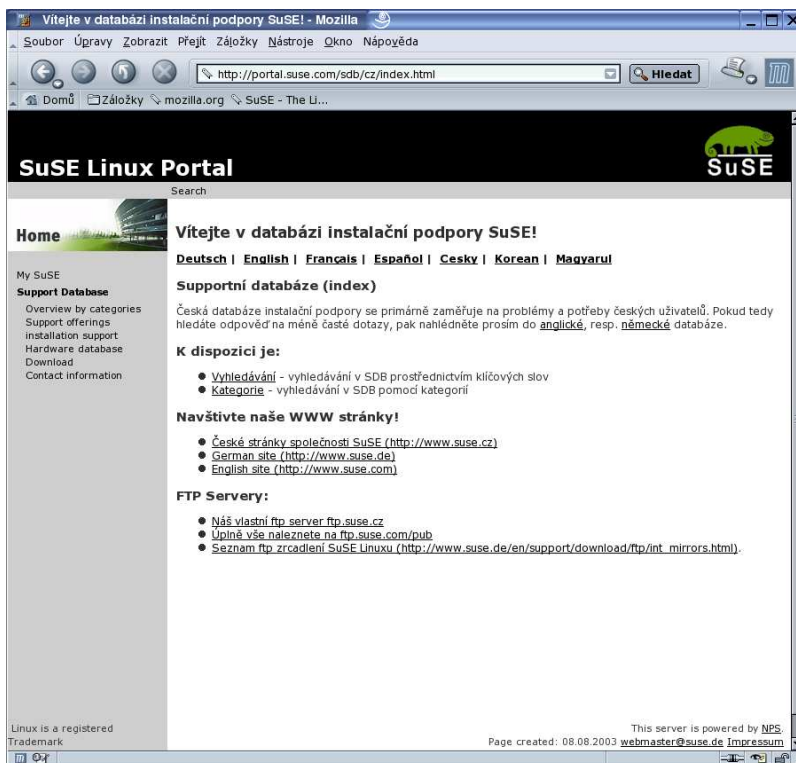 Vítejte v databázi instalační podpory SuSE! - Mozilla
Soubor Úpravy Zobrazit Přejít Záložky Nástroje Okno Nápověda
http://portal.suse.com/sdb/cz/index.html
Hledat
Domů Záložky mozilla.org SuSE - The Li...
SuSE Linux Portal
SuSE
Search
Home
My SuSE
Support Database
Overview by categories
Support offerings
installation support
Hardware database
Download
Contact information
Vítejte v databázi instalační podpory SuSE!
Deutsch | English | Français | Español | Cesky | Korean | Magyarul
Supportní databáze (index)
Česká databáze instalační podpory se primárně zaměřuje na problémy a potřeby českých uživatelů. Pokud tedy
hledáte odpověď na méně časté dotazy, pak nahlédněte prosím do anglické, resp. německé databáze.
K dispozici je:
Vyhledávání - vyhledávání v SDB prostřednictvím klíčových slov
Kategorie - vyhledávání v SDB pomocí kategorií
Navštivte naše WWW stránky!
České stránky společnosti SuSE (http://www.suse.cz)
German site (http://www.suse.de)
English site (http://www.suse.com)
FTP Servery:
Náš vlastní ftp server ftp.suse.cz
Úplně vše naleznete na ftp.suse.com/pub
Seznam ftp zrcadlení SuSE Linuxu (http://www.suse.de/en/support/download/ftp/int_mirrors.html).
Linux is a registered
Trademark
This server is powered by NPS.
Page created: 08.08.2003 webmaster@suse.de Impressum